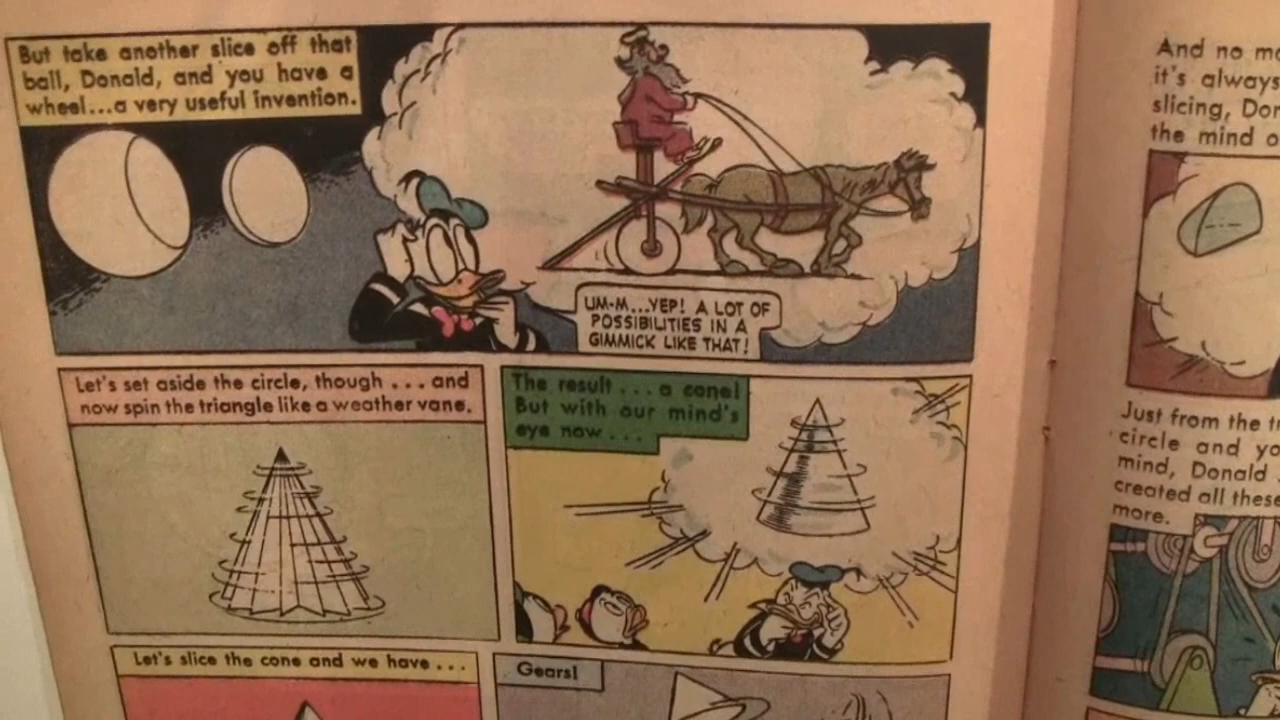 But take another slice off that
ball, Donald, and you have a
wheel...a very useful invention.
UM-M...YEP! A LOT OF
POSSIBILITIES IN A
GIMMICK LIKE THAT!
Let's set aside the circle, though ... and
now spin the triangle like a weather vane.
The result ... a cone!
But with our mind's
eye now ...
Let's slice the cone and we have ...
Gears!
And no
it's always
slicing,
the mind
Just from the
circle and
mind, Donald
created all these
more.